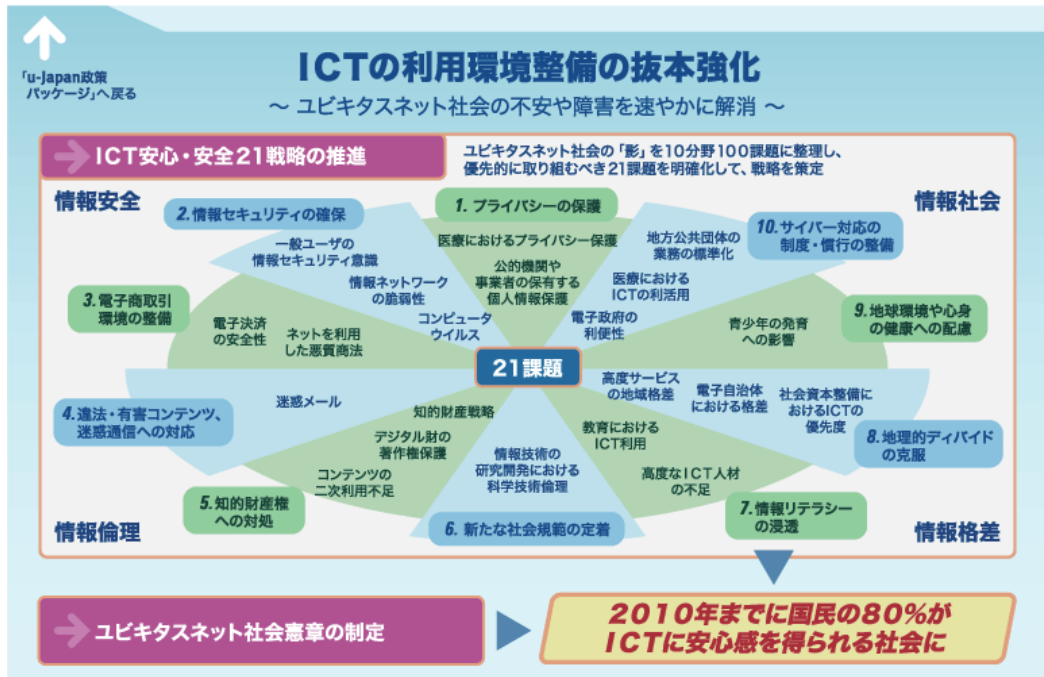 「u-Japan政策
パッケージ」へ戻る
ICTの利用環境整備の抜本強化
～ ユビキタスネット社会の不安や障害を速やかに解消 ～
ICT安心・安全21戦略の推進
ユビキタスネット社会の「影」を10分野100課題に整理し、
優先的に取り組むべき21課題を明確化して、戦略を策定
情報安全
情報社会
1. プライバシーの保護
医療におけるプライバシー保護
公的機関や
事業者の保有する
個人情報保護
2. 情報セキュリティの確保
一般ユーザの
情報セキュリティ意識
情報ネットワーク
の脆弱性
コンピュータ
ウイルス
3. 電子商取引
環境の整備
電子決済
の安全性
ネットを利用
した悪質商法
21課題
4. 違法・有害コンテンツ、
迷惑通信への対応
迷惑メール
5. 知的財産権
への対処
知的財産戦略
デジタル財の
著作権保護
コンテンツの
二次利用不足
6. 新たな社会規範の定着
情報技術の
研究開発における
科学技術倫理
7. 情報リテラシー
の浸透
教育における
ICT利用
高度なICT人材
の不足
8. 地理的ディバイド
の克服
高度サービス
の地域格差
電子自治体
における格差
社会資本整備に
おけるICTの
優先度
9. 地球環境や心身
の健康への配慮
青少年の発育
への影響
10. サイバー対応の
制度・慣行の整備
地方公共団体の
業務の標準化
医療における
ICTの利活用
電子政府の
利便性
情報倫理
情報格差
ユビキタスネット社会憲章の制定
2010年までに国民の80%が
ICTに安心感を得られる社会に